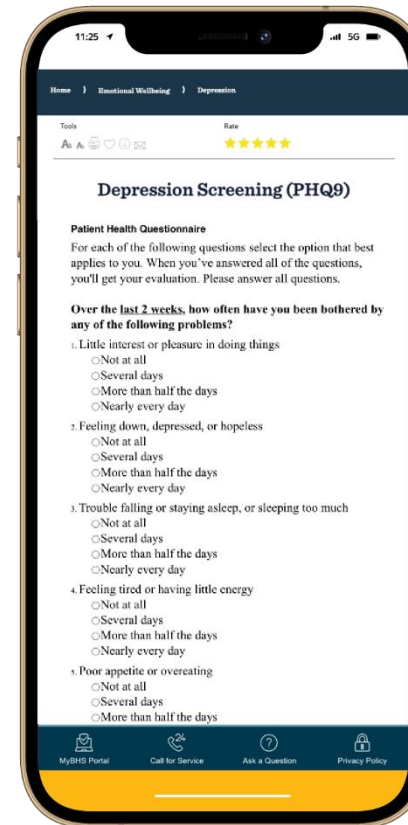 11:25
5G
Home ⟩ Emotional Wellbeing ⟩ Depression
Tools Rate
AA AA
Depression Screening (PHQ9)
Patient Health Questionnaire
For each of the following questions select the option that best
applies to you. When you've answered all of the questions,
you'll get your evaluation. Please answer all questions.
Over the last 2 weeks, how often have you been bothered by
any of the following problems?
1. Little interest or pleasure in doing things
Not at all
Several days
More than half the days
Nearly every day
2. Feeling down, depressed, or hopeless
Not at all
Several days
More than half the days
Nearly every day
3. Trouble falling or staying asleep, or sleeping too much
Not at all
Several days
More than half the days
Nearly every day
4. Feeling tired or having little energy
Not at all
Several days
More than half the days
Nearly every day
5. Poor appetite or overeating
Not at all
Several days
More than half the days
24
MyBHS Portal Call for Service Ask a Question Privacy Policy